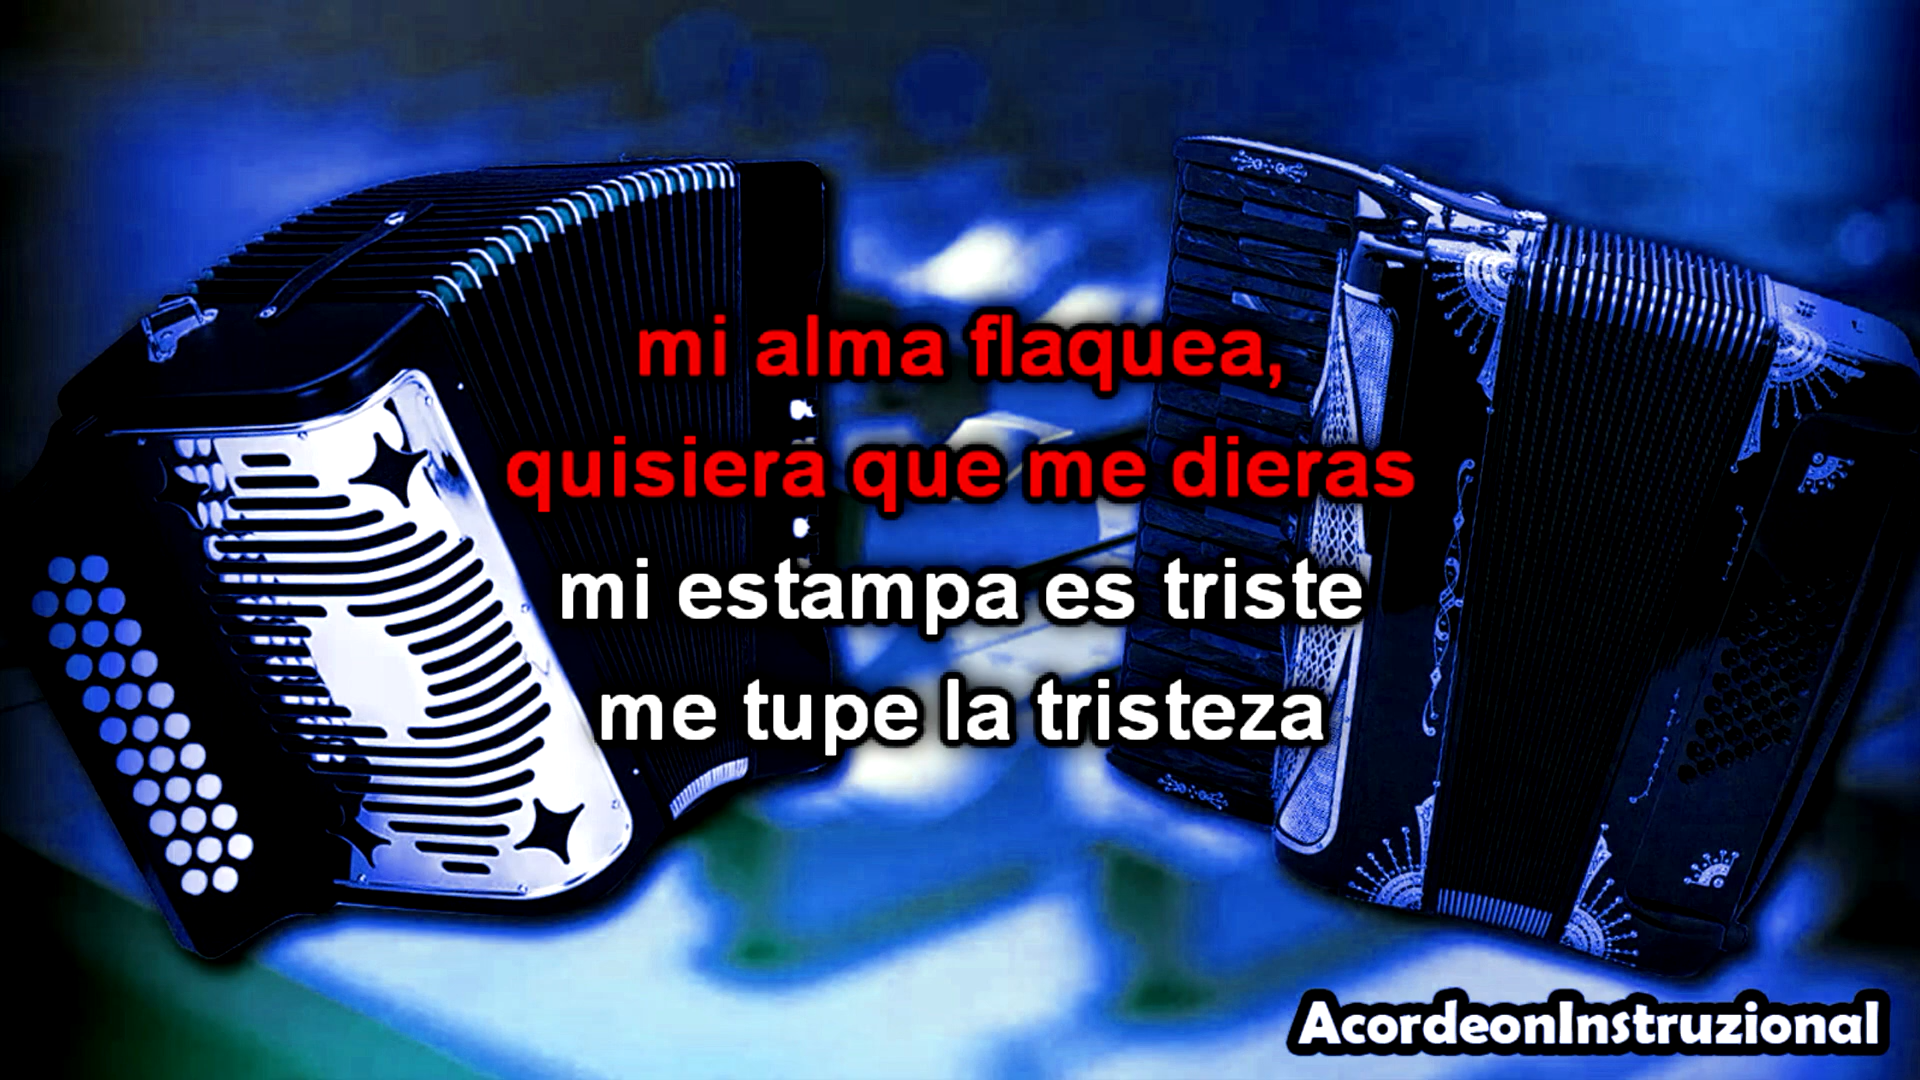 mi alma flaquea,
quisiera que me dieras
mi estampa es triste
me tupe la tristeza
AcordeonInstruzional